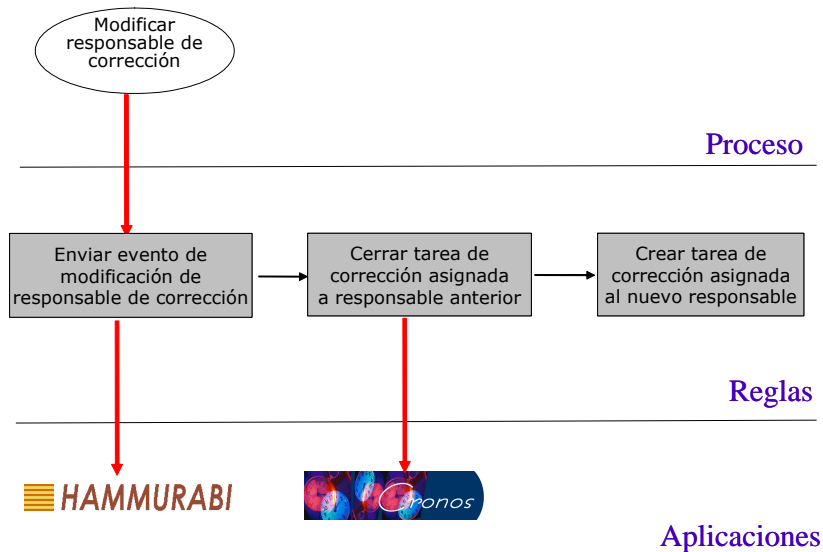 Modificar
responsable de
corrección
Proceso
Enviar evento de
modificación de
responsable de corrección
Cerrar tarea de
corrección asignada
a responsable anterior
Crear tarea de
corrección asignada
al nuevo responsable
Reglas
HAMMURABI
Cronos
Aplicaciones